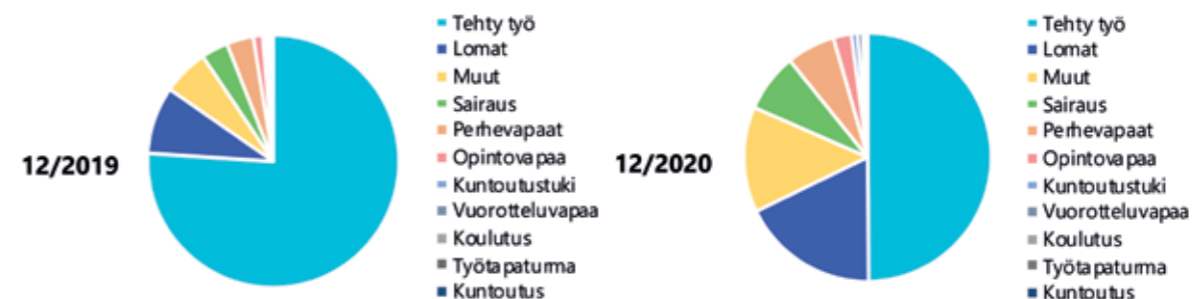 12/2019
Tehty työ
Lomat
Muut
Sairaus
Perhevapaat
Opintovapaa
Kuntoutustuki
Vuorotteluvapaa
Koulutus
Työtapaturma
Kuntoutus
12/2020
Tehty työ
Lomat
Muut
Sairaus
Perhevapaat
Opintovapaa
Kuntoutustuki
Vuorotteluvapaa
Koulutus
Työtapaturma
Kuntoutus